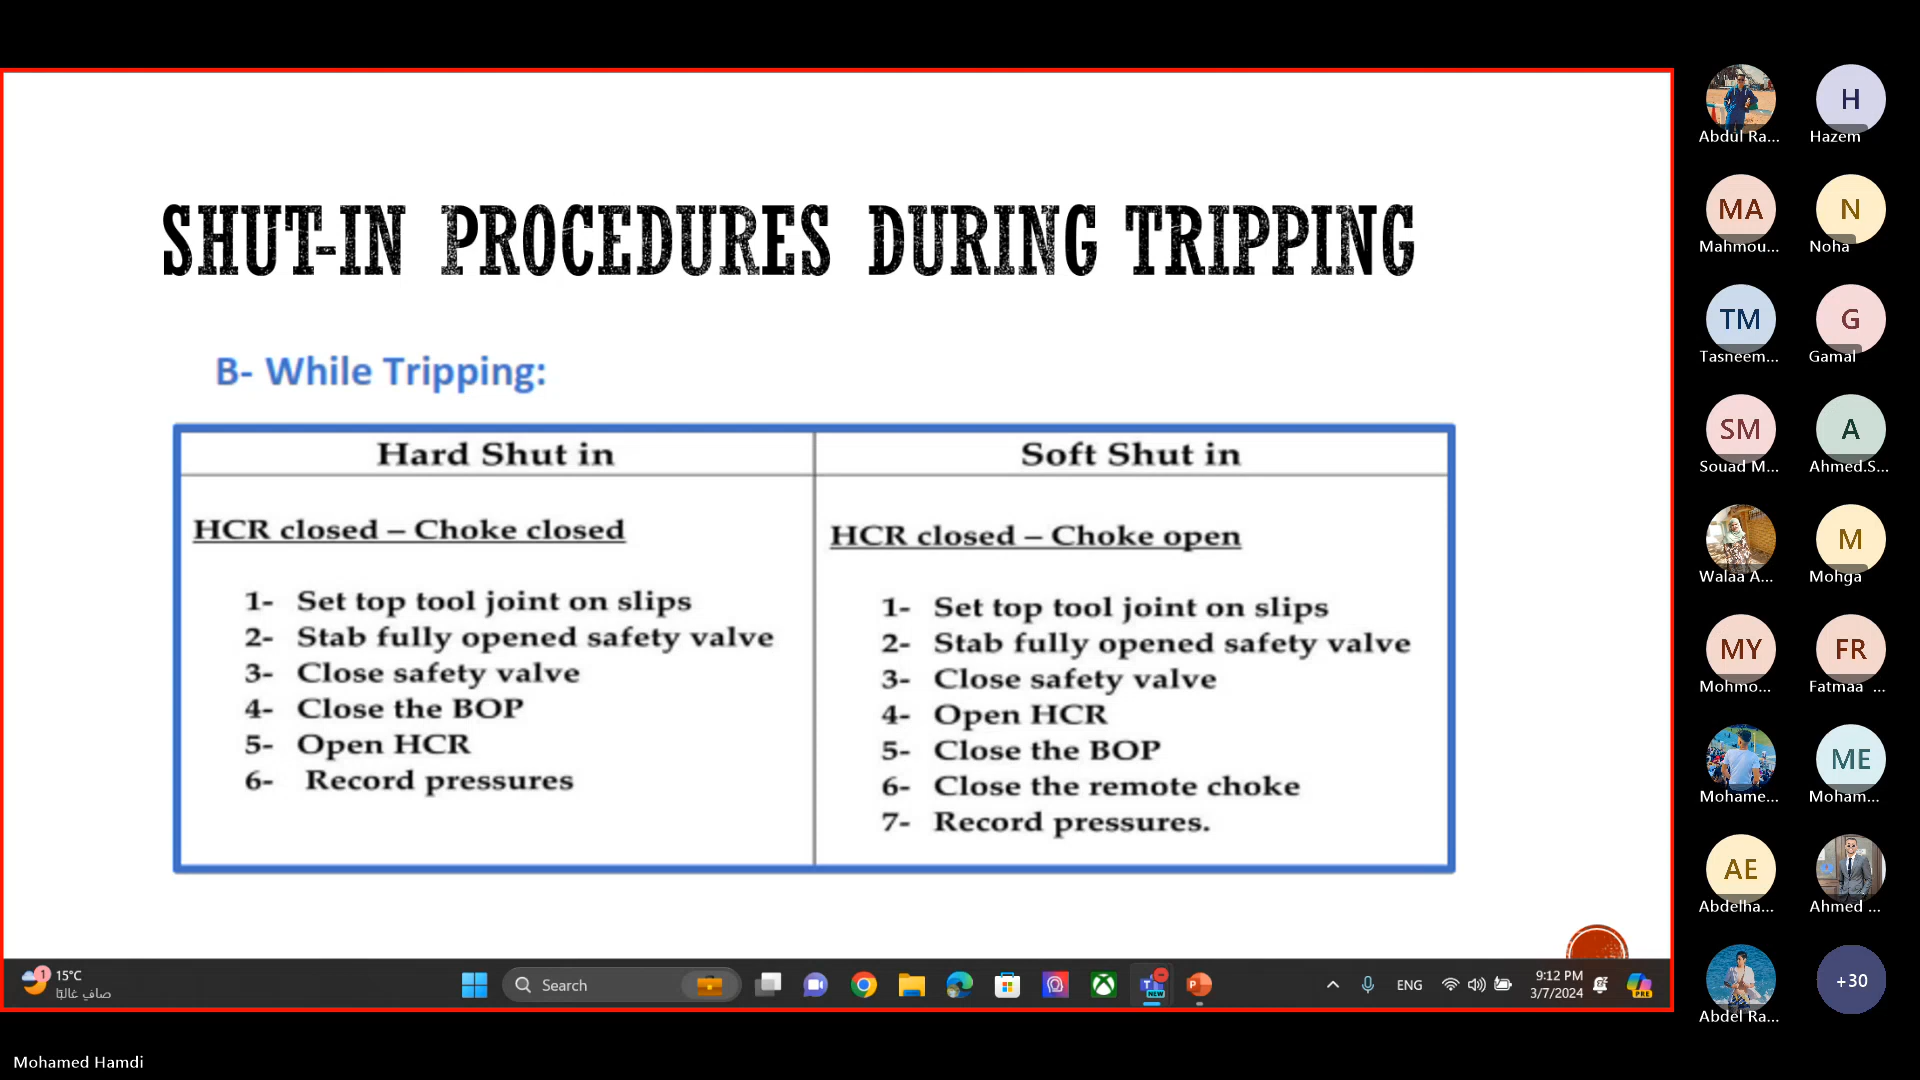 SHUT-IN PROCEDURES DURING TRIPPING
B- While Tripping:
Hard Shut in
HCR closed – Choke closed
1- Set top tool joint on slips
2- Stab fully opened safety valve
3- Close safety valve
4- Close the BOP
5- Open HCR
6- Record pressures
Soft Shut in
HCR closed – Choke open
1- Set top tool joint on slips
2- Stab fully opened safety valve
3- Close safety valve
4- Open HCR
5- Close the BOP
6- Close the remote choke
7- Record pressures.
Abdul Ra...
H
Hazem
MA
Mahmou...
N
Noha
TM
Tasneem...
G
Gamal
SM
Souad M...
A
Ahmed.S...
Walaa A...
M
Mohga
MY
Mohmo...
FR
Fatmaa ...
Mohame...
ME
Moham...
AE
Abdelha...
Ahmed ...
Abdel Ra...
+30
1
15°C
صافٍ غالبًا
Search
NEW
ENG
9:12 PM
3/7/2024
PRE
Mohamed Hamdi